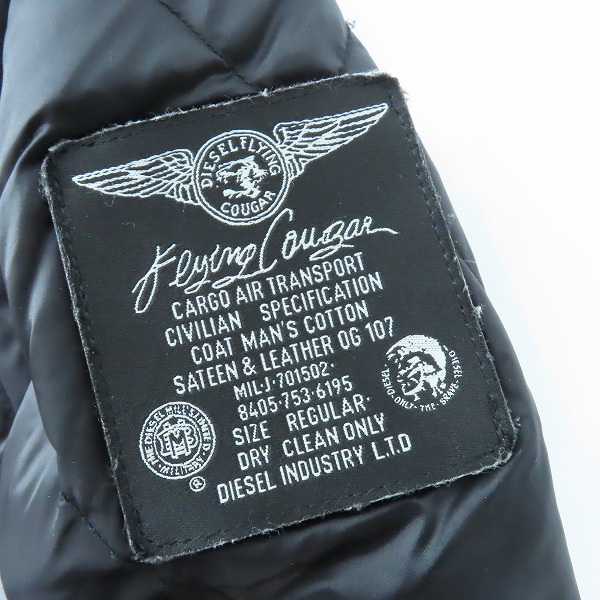 DIESEL FLYING
COUGAR
Flying Cougar
CARGO AIR TRANSPORT
CIVILIAN SPECIFICATION
COAT MAN'S COTTON
SATEEN & LEATHER OG 107
MIL·J·701502·
8405·753·6195
SIZE REGULAR·
DRY CLEAN ONLY
DIESEL INDUSTRY L.T.D
DIESEL·ONLY·THE·BRAVE·
®